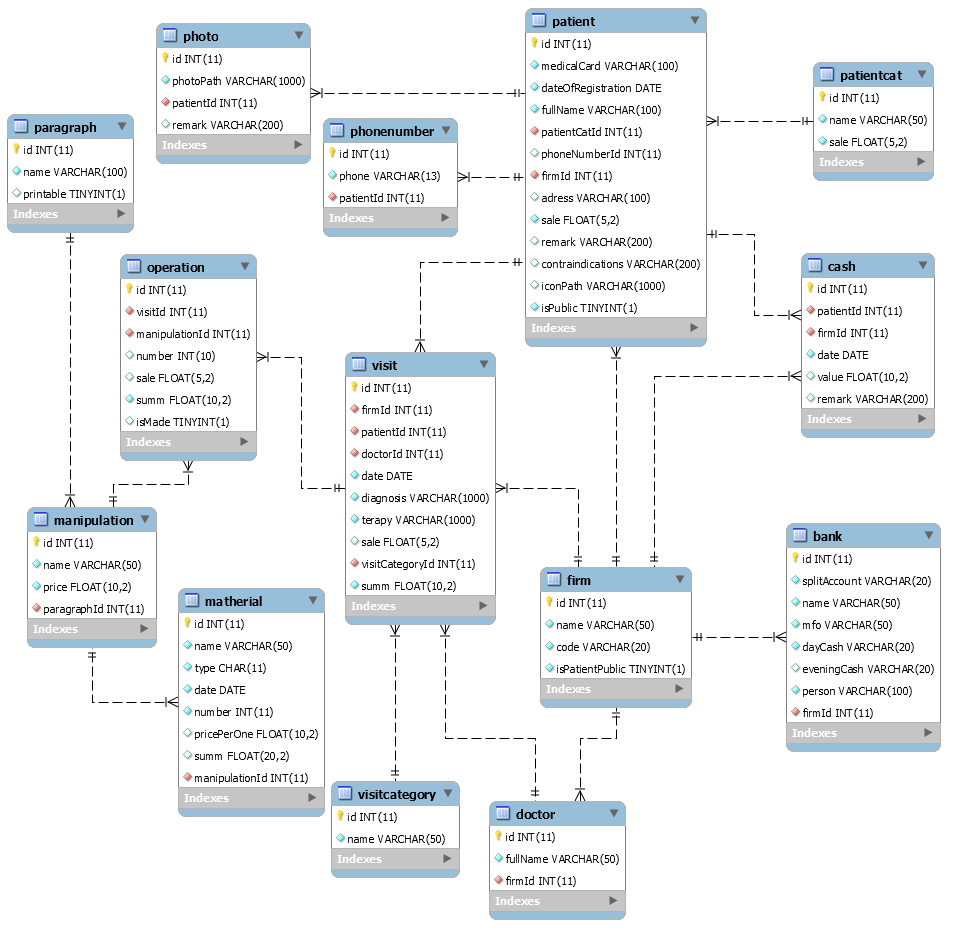 patient
id INT(11)
medicalCard VARCHAR(100)
dateOfRegistration DATE
fullName VARCHAR(100)
patientCatId INT(11)
phoneNumberId INT(11)
firmId INT(11)
adress VARCHAR(100)
sale FLOAT(5,2)
remark VARCHAR(200)
contraindications VARCHAR(200)
iconPath VARCHAR(1000)
isPublic TINYINT(1)
Indexes
photo
id INT(11)
photoPath VARCHAR(1000)
patientId INT(11)
remark VARCHAR(200)
Indexes
patientcat
id INT(11)
name VARCHAR(50)
sale FLOAT(5,2)
Indexes
paragraph
id INT(11)
name VARCHAR(100)
printable TINYINT(1)
Indexes
phonenumber
id INT(11)
phone VARCHAR(13)
patientId INT(11)
Indexes
operation
id INT(11)
visitId INT(11)
manipulationId INT(11)
number INT(10)
sale FLOAT(5,2)
summ FLOAT(10,2)
isMade TINYINT(1)
Indexes
cash
id INT(11)
patientId INT(11)
firmId INT(11)
date DATE
value FLOAT(10,2)
remark VARCHAR(200)
Indexes
visit
id INT(11)
firmId INT(11)
patientId INT(11)
doctorId INT(11)
date DATE
diagnosis VARCHAR(1000)
terapy VARCHAR(1000)
sale FLOAT(5,2)
visitCategoryId INT(11)
summ FLOAT(10,2)
Indexes
manipulation
id INT(11)
name VARCHAR(50)
price FLOAT(10,2)
paragraphId INT(11)
Indexes
bank
id INT(11)
splitAccount VARCHAR(20)
name VARCHAR(50)
mfo VARCHAR(50)
dayCash VARCHAR(20)
eveningCash VARCHAR(20)
person VARCHAR(100)
firmId INT(11)
Indexes
firm
id INT(11)
name VARCHAR(50)
code VARCHAR(20)
isPatientPublic TINYINT(1)
Indexes
matherial
id INT(11)
name VARCHAR(50)
type CHAR(11)
date DATE
number INT(11)
pricePerOne FLOAT(10,2)
summ FLOAT(20,2)
manipulationId INT(11)
Indexes
visitcategory
id INT(11)
name VARCHAR(50)
Indexes
doctor
id INT(11)
fullName VARCHAR(50)
firmId INT(11)
Indexes